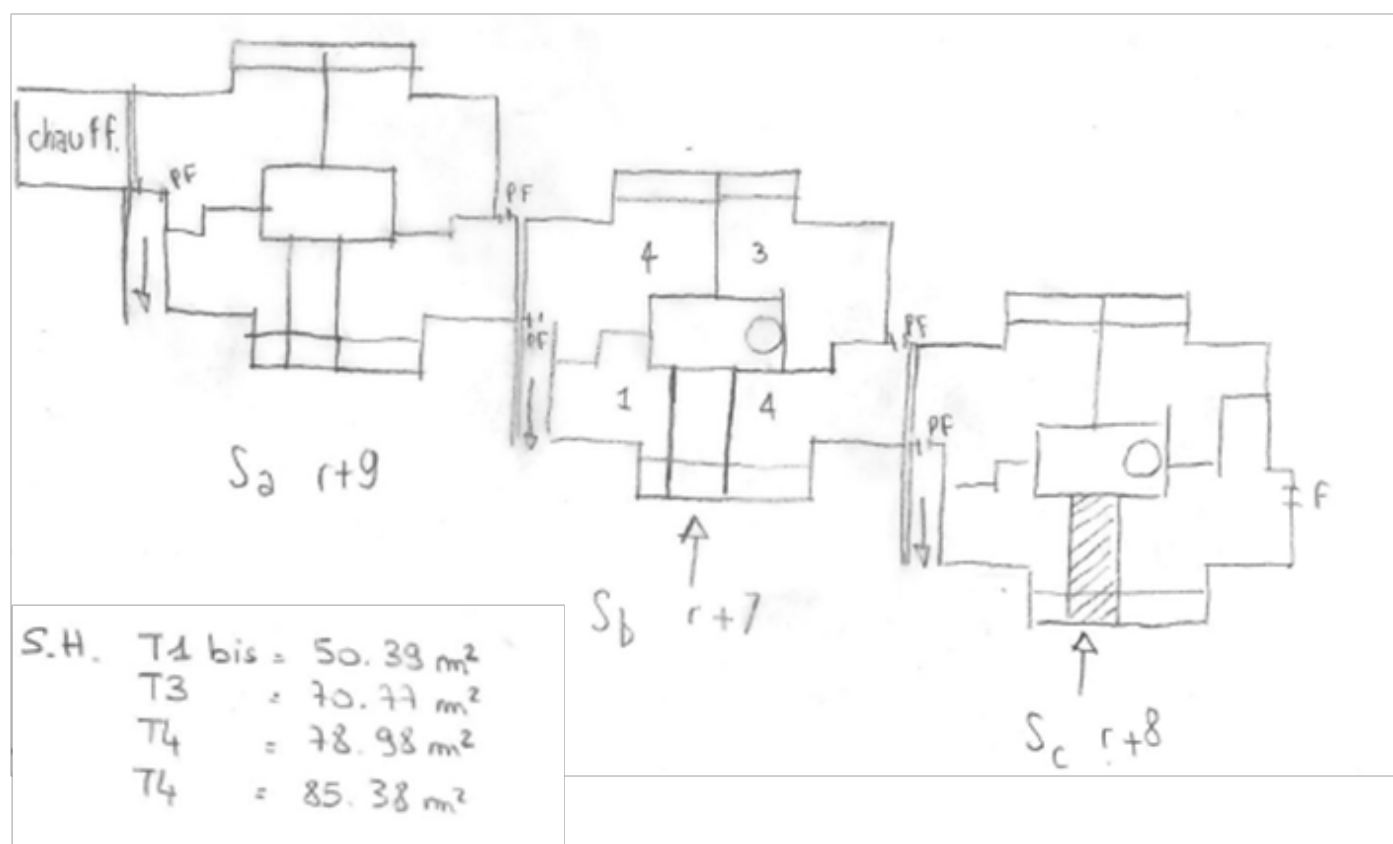 chauff.
PF
PF
4 3
PF
PF
1 4
PF
F
Sa r+9
Sb r+7
Sc r+8
S.H. T1 bis = 50.39 m²
T3 = 70.77 m²
T4 = 78.98 m²
T4 = 85.38 m²